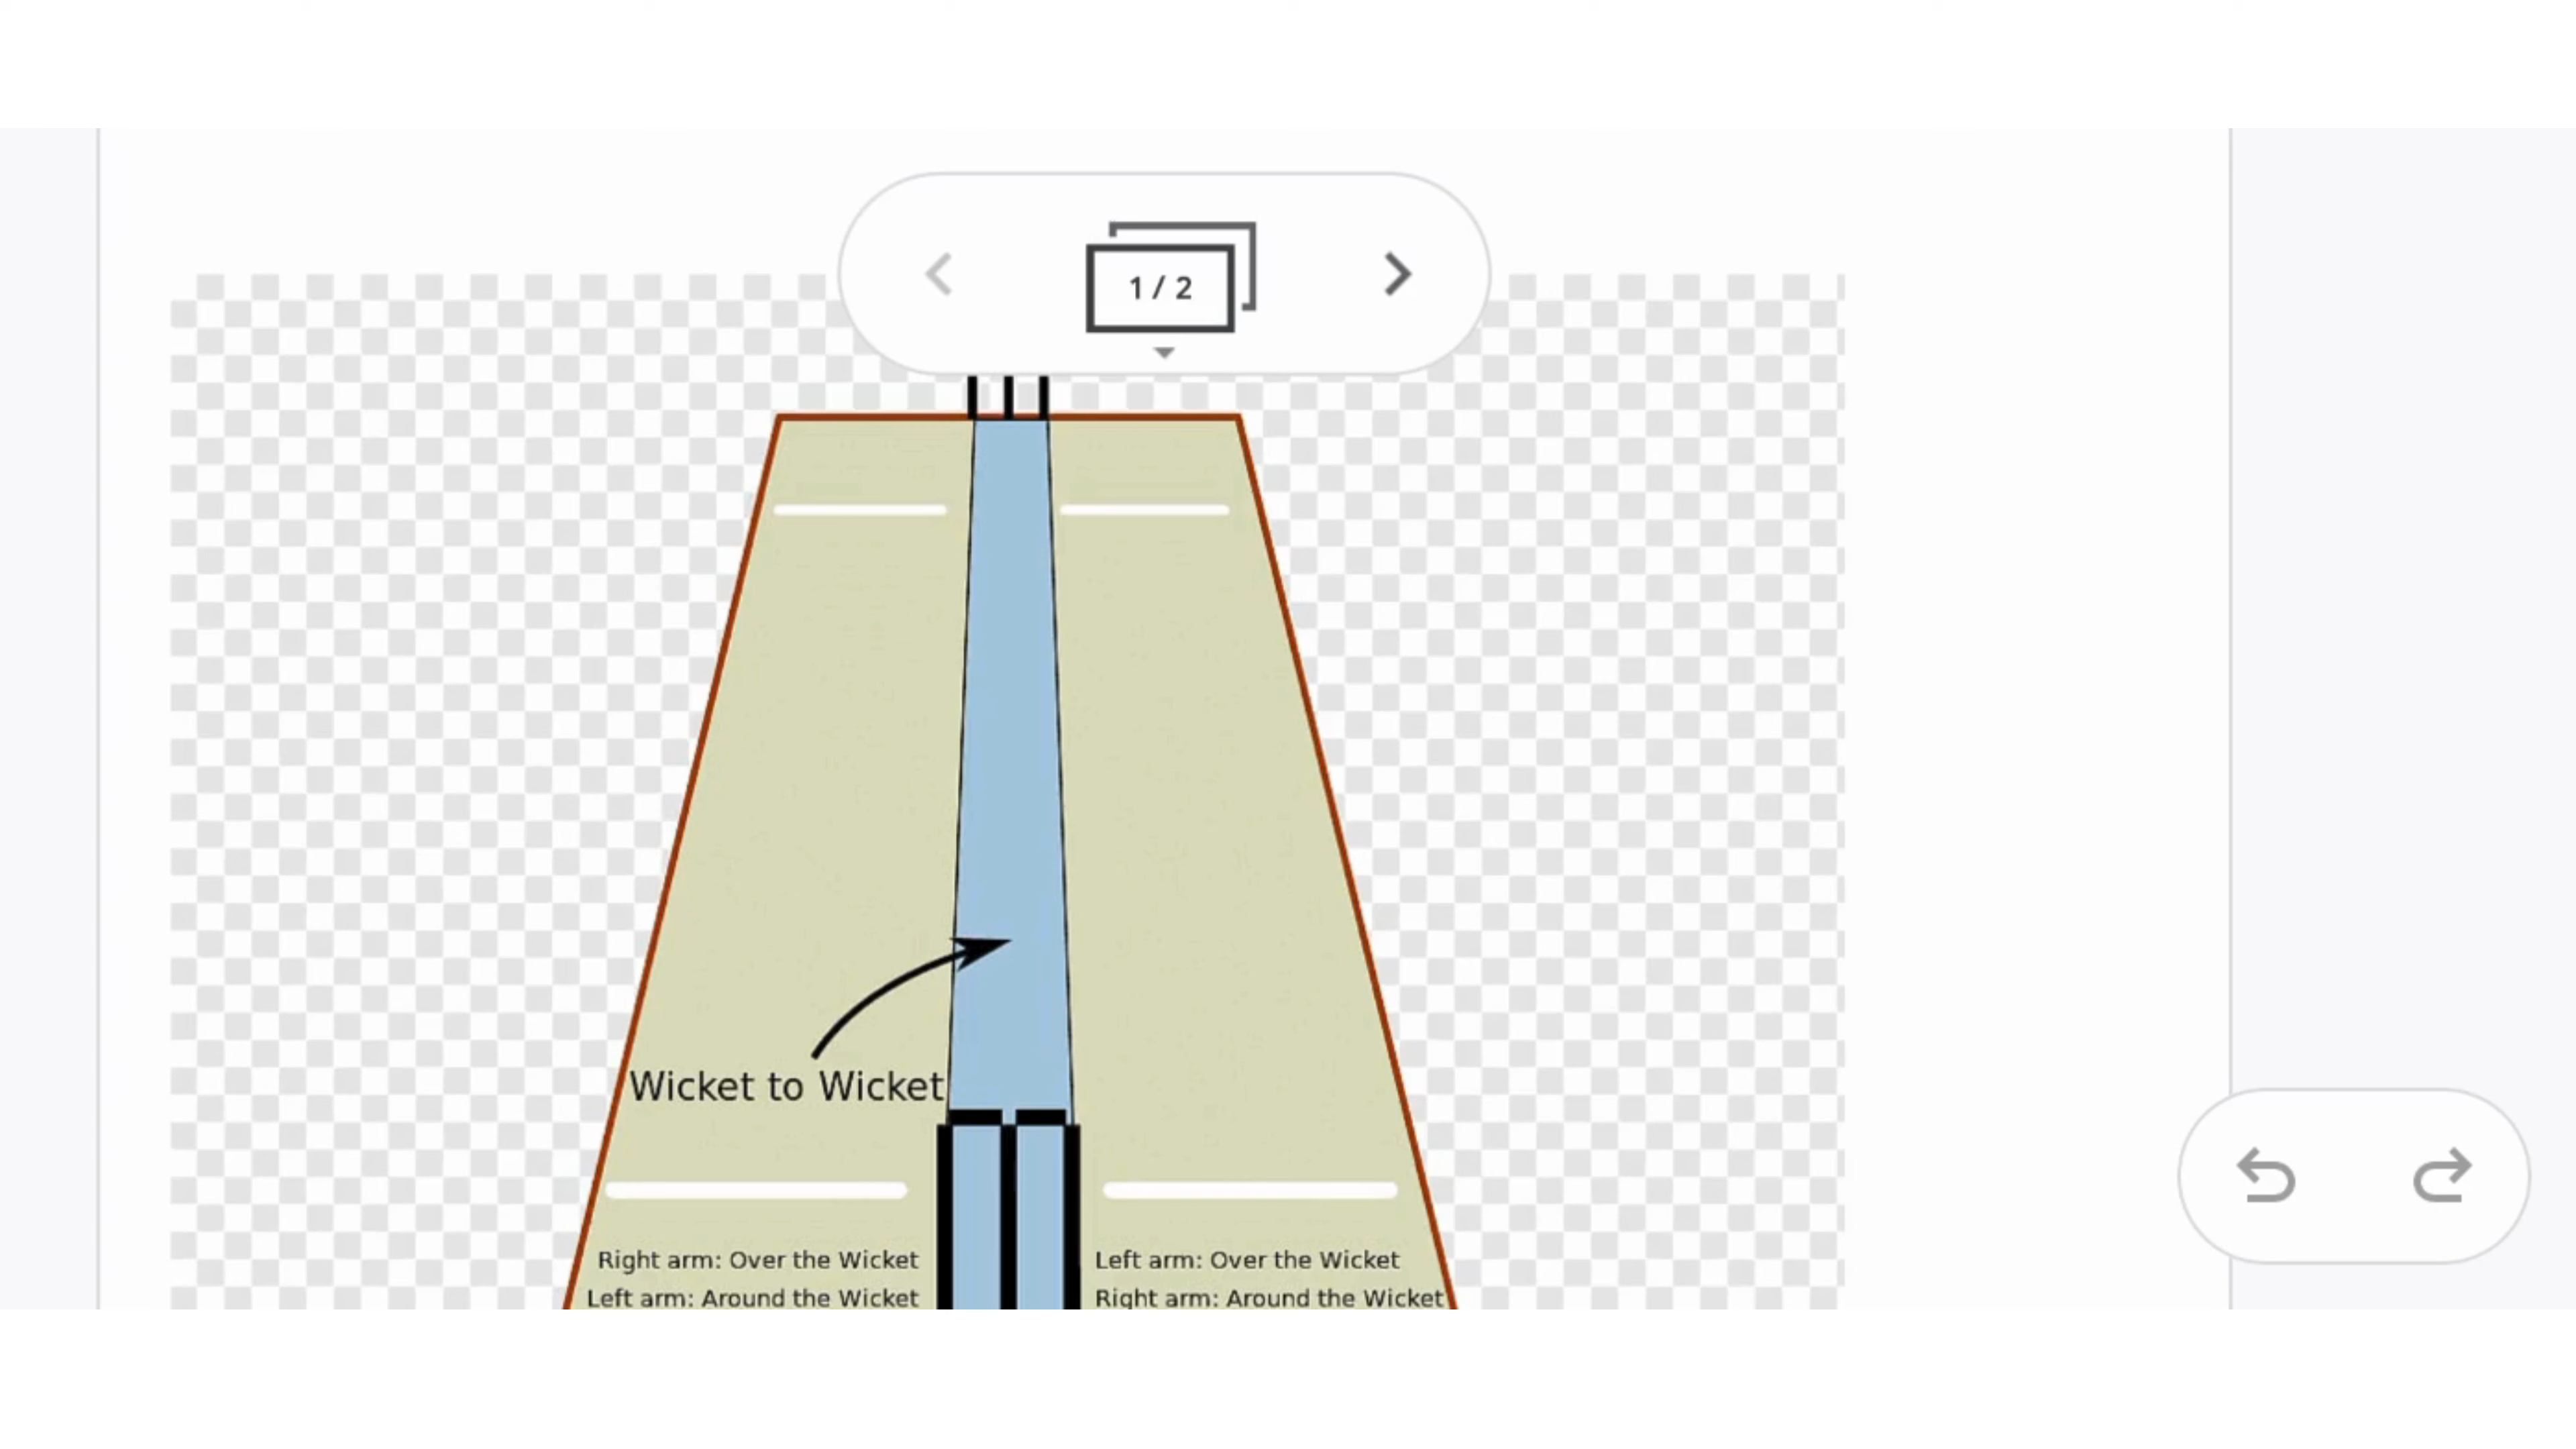 1 / 2
Wicket to Wicket
Right arm: Over the Wicket
Left arm: Over the Wicket
Left arm: Around the Wicket
Right arm: Around the Wicket